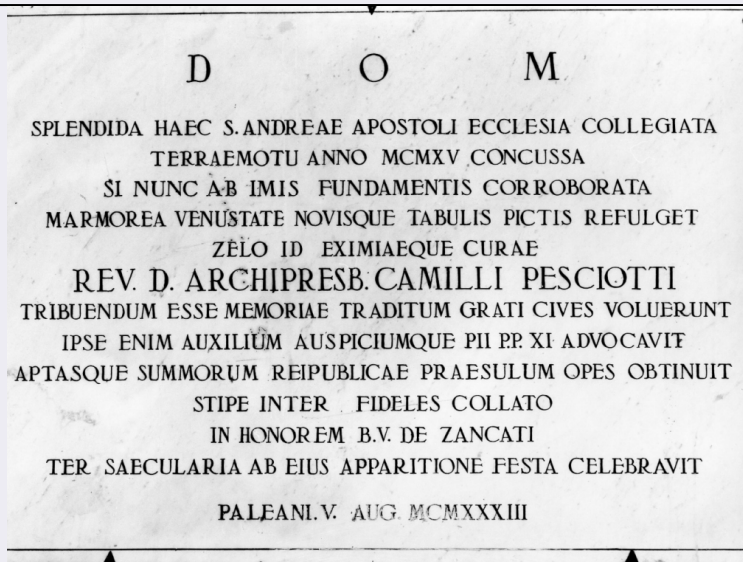 D O M
SPLENDIDA HAEC S. ANDREAE APOSTOLI ECCLESIA COLLEGIATA
TERRAEMOTU ANNO MCMXV CONCUSSA
SI NUNC AB IMIS FUNDAMENTIS CORROBORATA
MARMOREA VENUSTATE NOVISQUE TABULIS PICTIS REFULGET
ZELO ID EXIMIAEQUE CURAE
REV. D. ARCHIPRESB. CAMILLI PESCIOTTI
TRIBUENDUM ESSE MEMORIAE TRADITUM GRATI CIVES VOLUERUNT
IPSE ENIM AUXILIUM AUSPICIUMQUE PII P.P. XI ADVOCAVIT
APTASQUE SUMMORUM REIPUBLICAE PRAESULUM OPES OBTINUIT
STIPE INTER FIDELES COLLATO
IN HONOREM B.V. DE ZANCATI
TER SAECULARIA AB EIUS APPARITIONE FESTA CELEBRAVIT
PALEANI. V. AUG. MCMXXXIII